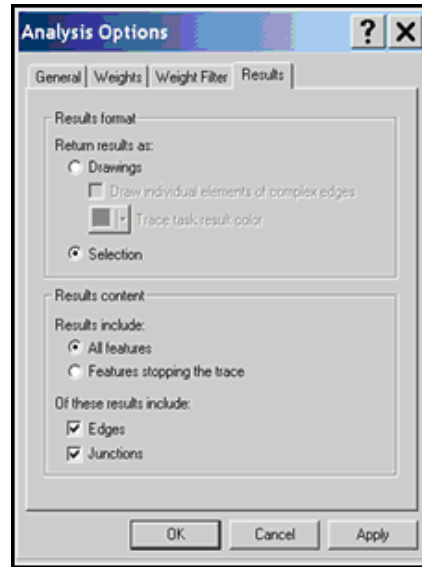 Analysis Options
General Weights Weight Filter Results
Results format
Return results as:
Drawings
Draw individual elements of complex edges
Trace task result color
Selection
Results content
Results include:
All features
Features stopping the trace
Of these results include:
Edges
Junctions
OK Cancel Apply